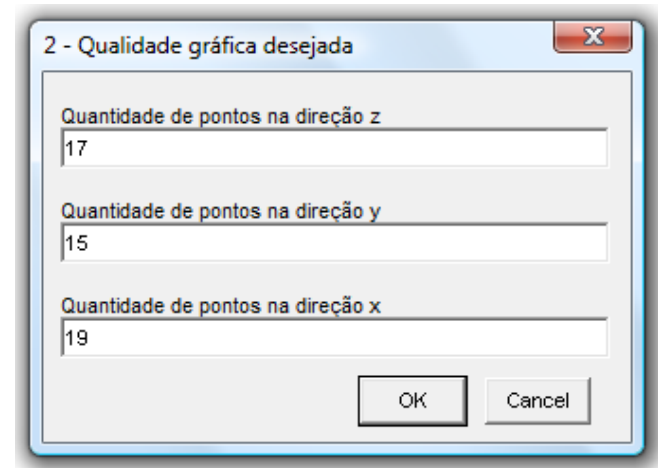 2 - Qualidade gráfica desejada
Quantidade de pontos na direção z
17
Quantidade de pontos na direção y
15
Quantidade de pontos na direção x
19
OK Cancel